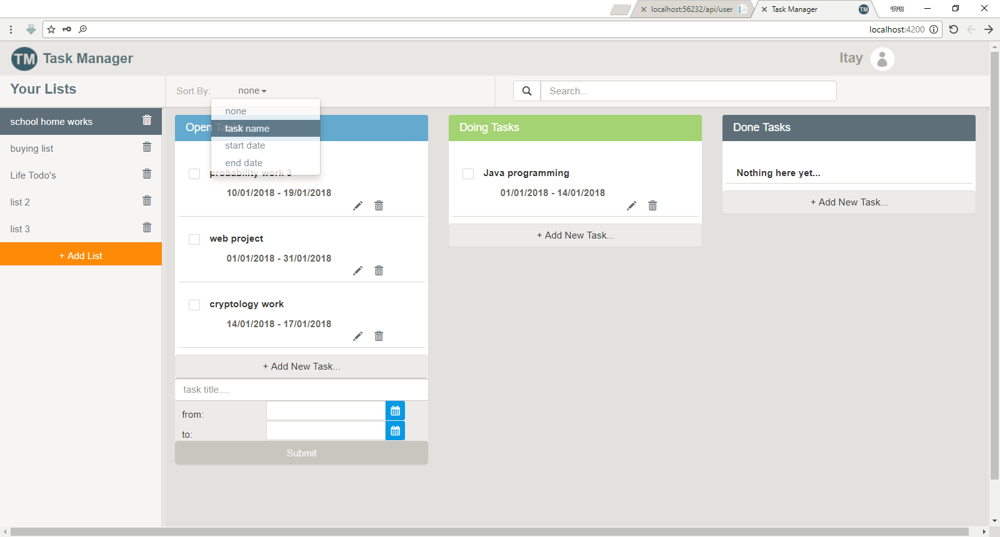 localhost:56232/api/user
Task Manager
TM
איתי
localhost:4200
TM Task Manager
Itay
Your Lists
Sort By:
none
Search...
none
task name
start date
end date
school home works
buying list
Life Todo's
list 2
list 3
+ Add List
Open Tasks
probability work 3
10/01/2018 - 19/01/2018
web project
01/01/2018 - 31/01/2018
cryptology work
14/01/2018 - 17/01/2018
+ Add New Task...
task title....
from:
to:
Submit
Doing Tasks
Java programming
01/01/2018 - 14/01/2018
+ Add New Task...
Done Tasks
Nothing here yet...
+ Add New Task...